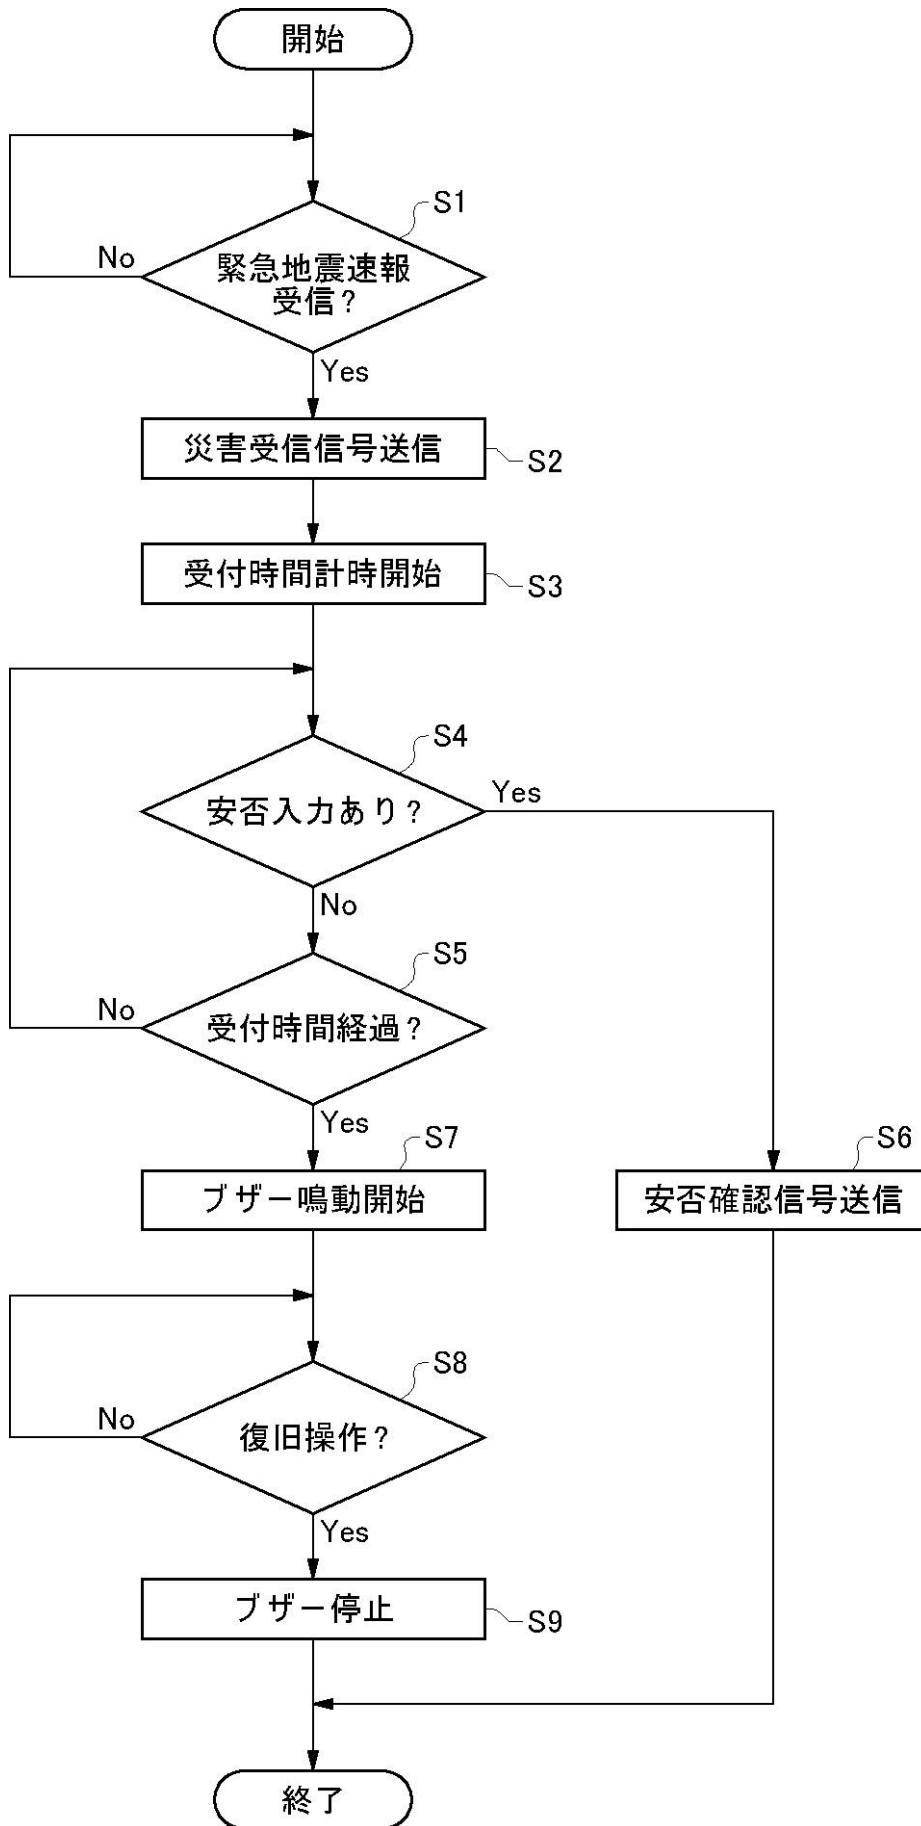 開始
S1
No
緊急地震速報
受信?
Yes
災害受信信号送信
S2
受付時間計時開始
S3
S4
安否入力あり?
Yes
No
S5
No
受付時間経過?
Yes
S7
S6
ブザー鳴動開始
安否確認信号送信
S8
No
復旧操作?
Yes
ブザー停止
S9
終了